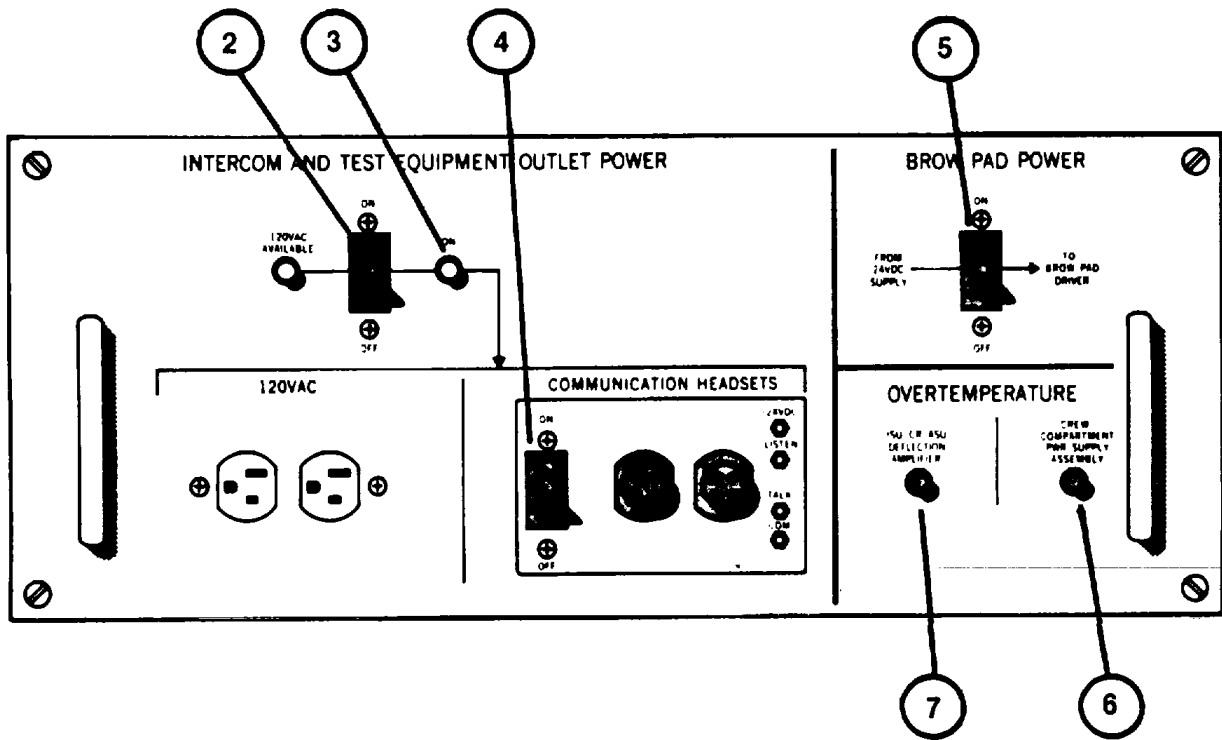 2
3
4
5
INTERCOM AND TEST EQUIPMENT OUTLET POWER
BROW PAD POWER
ON
120VAC
AVAILABLE
ON
OFF
ON
FROM
24VDC
SUPPLY
TO
BROW PAD
DRIVER
OFF
120VAC
COMMUNICATION HEADSETS
ON
24VDC
LISTEN
TALK
COM
OFF
OVERTEMPERATURE
DEFLECTION
AMPLIFIER
CREW
COMPARTMENT
PWR SUPPLY
ASSEMBLY
7
6